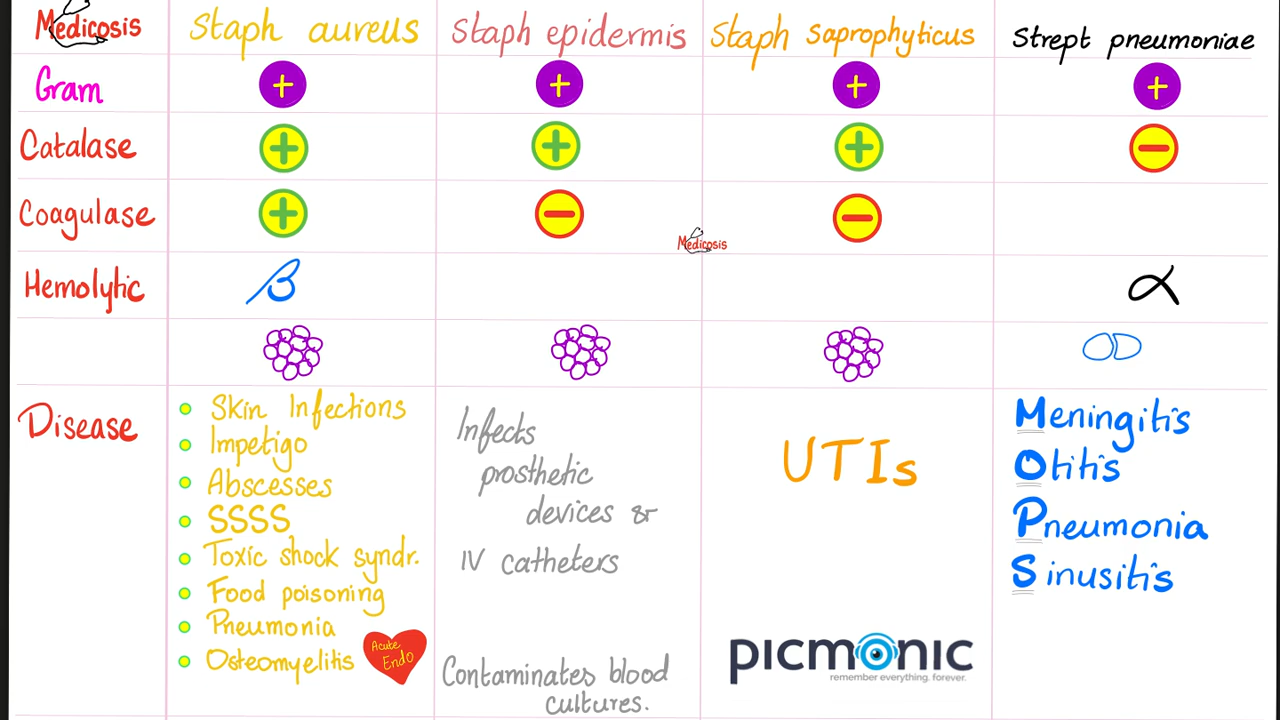 Medicosis Staph aureus Staph epidermis Staph saprophyticus Strept pneumoniae
Gram + + + +
Catalase + + + −
Coagulase + − −
Medicosis
Hemolytic β α
Disease
Skin Infections
Impetigo
Abscesses
SSSS
Toxic shock syndr.
Food poisoning
Pneumonia
Osteomyelitis
Acute
Endo
Infects
prosthetic
devices &
IV catheters
Contaminates blood
cultures.
UTIs
picmonic
remember everything. forever.
Meningitis
Otitis
Pneumonia
Sinusitis